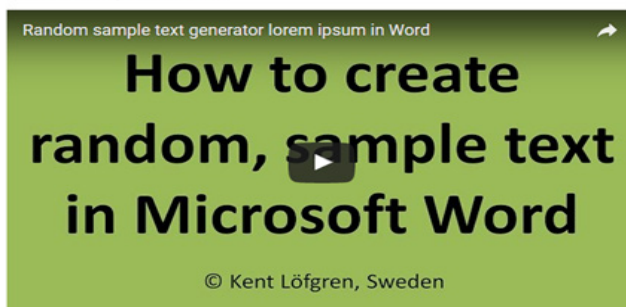 Random sample text generator lorem ipsum in Word
How to create
random, sample text
in Microsoft Word
© Kent Löfgren, Sweden